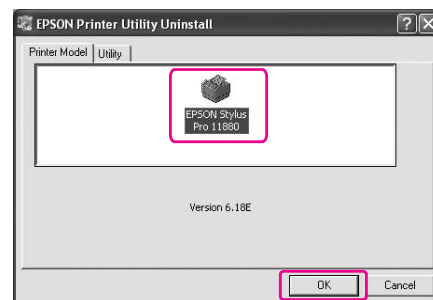 EPSON Printer Utility Uninstall
Printer Model
Utility
EPSON Stylus
Pro 11880
Version 6.18E
OK
Cancel